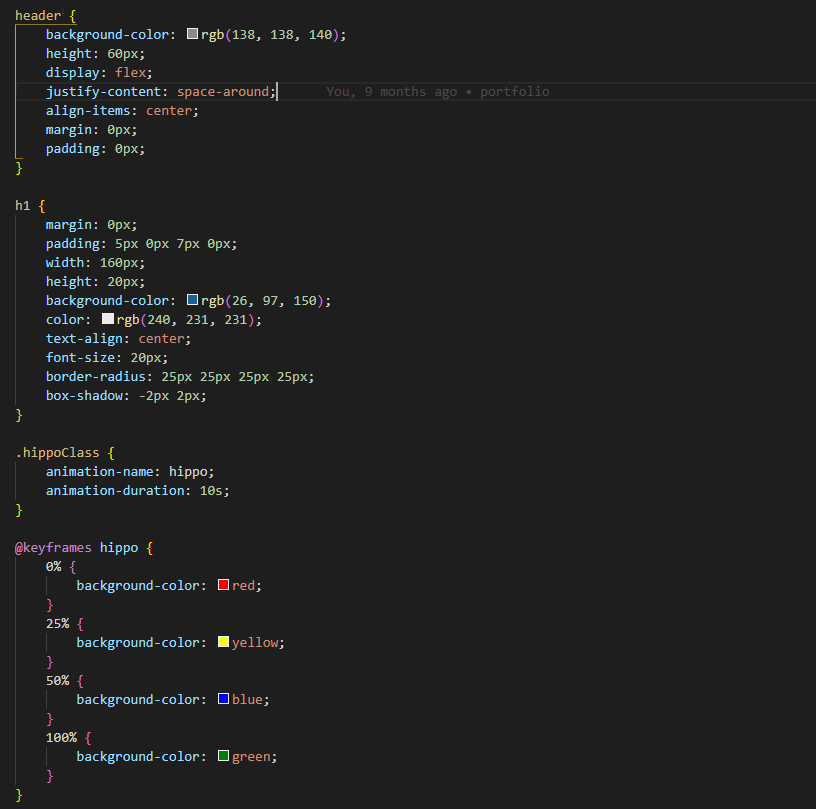 header {
    background-color: rgb(138, 138, 140);
    height: 60px;
    display: flex;
    justify-content: space-around;    You, 9 months ago • portfolio
    align-items: center;
    margin: 0px;
    padding: 0px;
}

h1 {
    margin: 0px;
    padding: 5px 0px 7px 0px;
    width: 160px;
    height: 20px;
    background-color: rgb(26, 97, 150);
    color: rgb(240, 231, 231);
    text-align: center;
    font-size: 20px;
    border-radius: 25px 25px 25px 25px;
    box-shadow: -2px 2px;
}

.hippoClass {
    animation-name: hippo;
    animation-duration: 10s;
}

@keyframes hippo {
    0% {
        background-color: red;
    }
    25% {
        background-color: yellow;
    }
    50% {
        background-color: blue;
    }
    100% {
        background-color: green;
    }
}